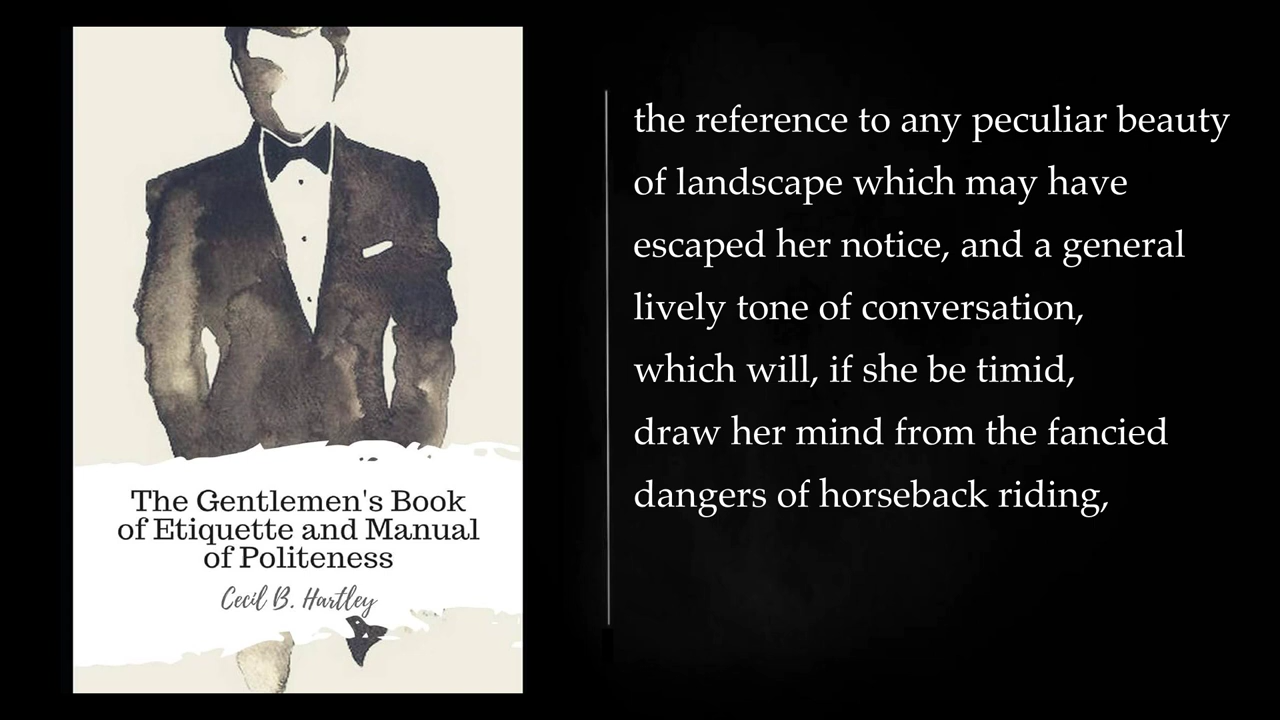 The Gentlemen's Book
of Etiquette and Manual
of Politeness
Cecil B. Hartley
the reference to any peculiar beauty
of landscape which may have
escaped her notice, and a general
lively tone of conversation,
which will, if she be timid,
draw her mind from the fancied
dangers of horseback riding,